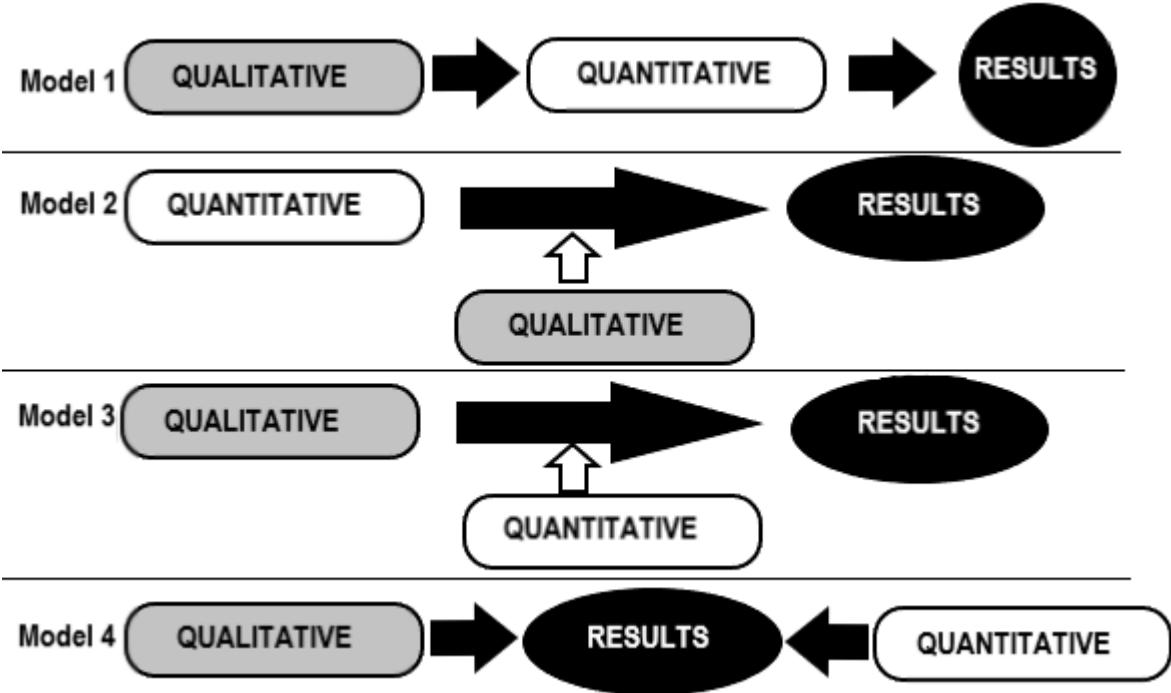 Model 1 QUALITATIVE QUANTITATIVE RESULTS
Model 2 QUANTITATIVE RESULTS
QUALITATIVE
Model 3 QUALITATIVE RESULTS
QUANTITATIVE
Model 4 QUALITATIVE RESULTS QUANTITATIVE